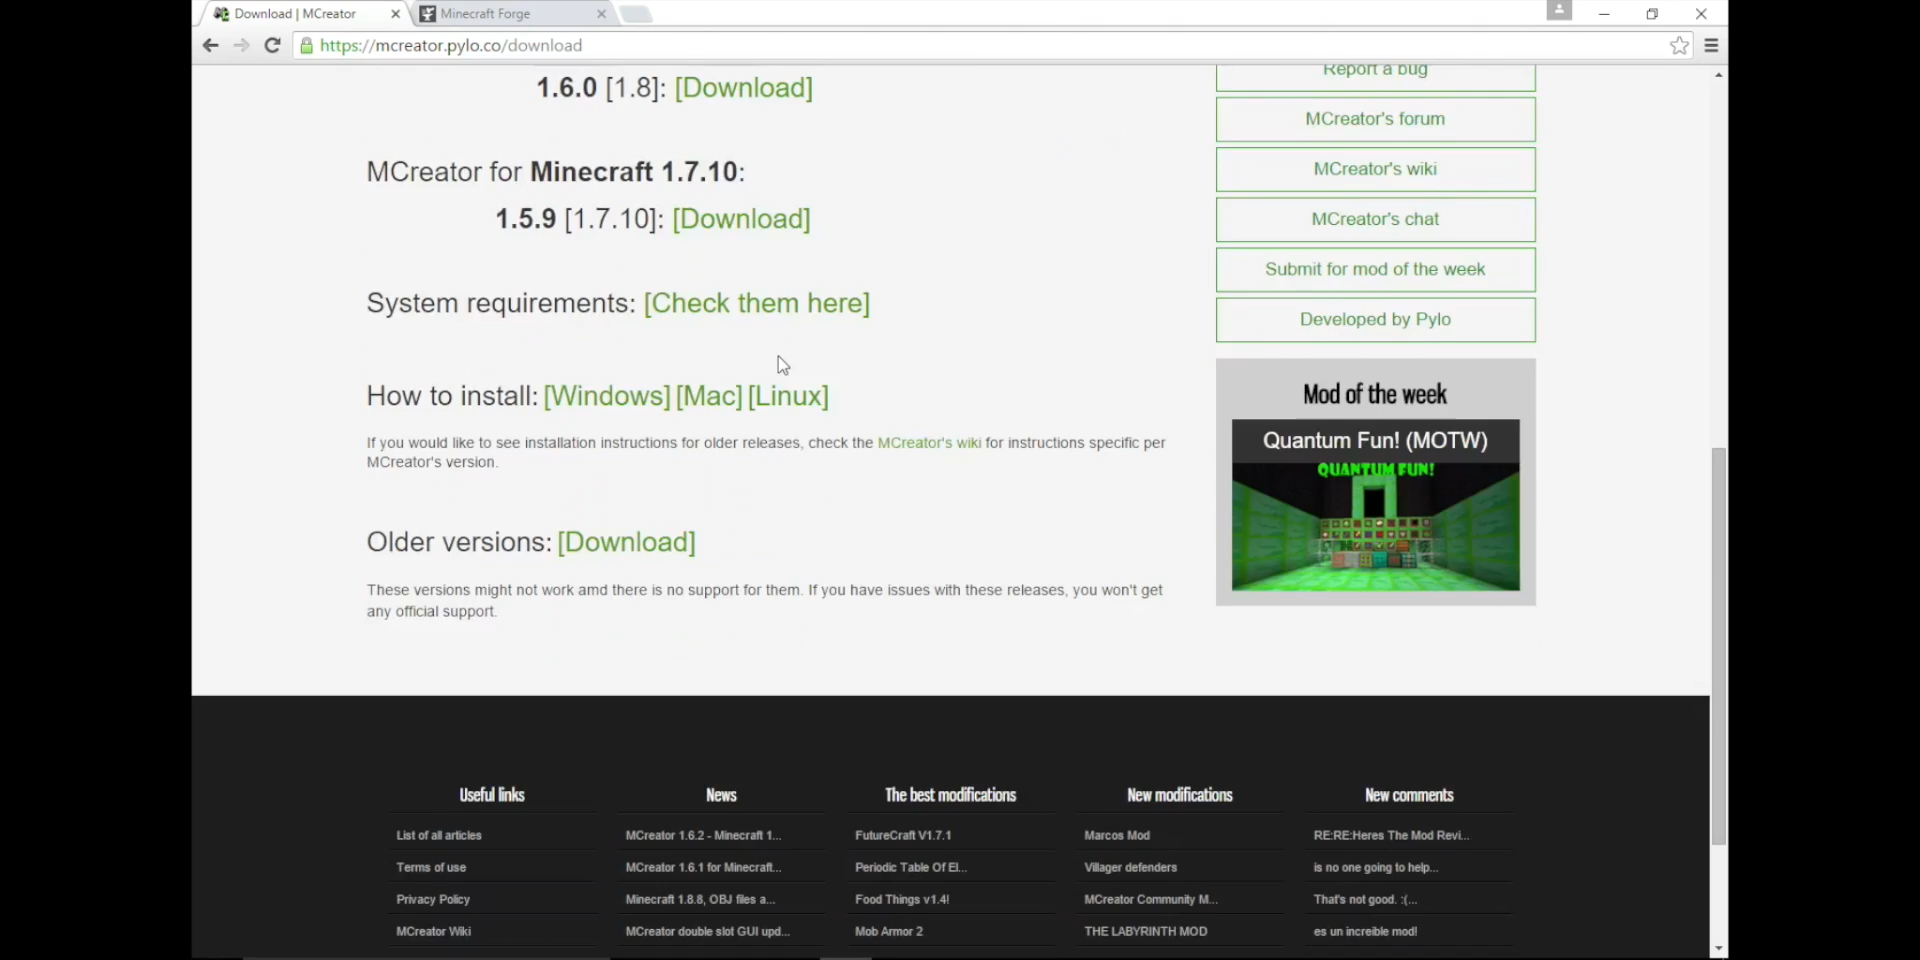 Download | MCreator
Minecraft Forge
https://mcreator.pylo.co/download
1.6.0 [1.8]: [Download]
MCreator for Minecraft 1.7.10:
1.5.9 [1.7.10]: [Download]
System requirements: [Check them here]
How to install: [Windows] [Mac] [Linux]
If you would like to see installation instructions for older releases, check the MCreator's wiki for instructions specific per
MCreator's version.
Older versions: [Download]
These versions might not work amd there is no support for them. If you have issues with these releases, you won't get
any official support.
Report a bug
MCreator's forum
MCreator's wiki
MCreator's chat
Submit for mod of the week
Developed by Pylo
Mod of the week
Quantum Fun! (MOTW)
QUANTUM FUN!
Useful links
List of all articles
Terms of use
Privacy Policy
MCreator Wiki
News
MCreator 1.6.2 - Minecraft 1...
MCreator 1.6.1 for Minecraft...
Minecraft 1.8.8, OBJ files a...
MCreator double slot GUI upd...
The best modifications
FutureCraft V1.7.1
Periodic Table Of El...
Food Things v1.4!
Mob Armor 2
New modifications
Marcos Mod
Villager defenders
MCreator Community M...
THE LABYRINTH MOD
New comments
RE:RE:Heres The Mod Revi...
is no one going to help...
That's not good. :(...
es un increible mod!